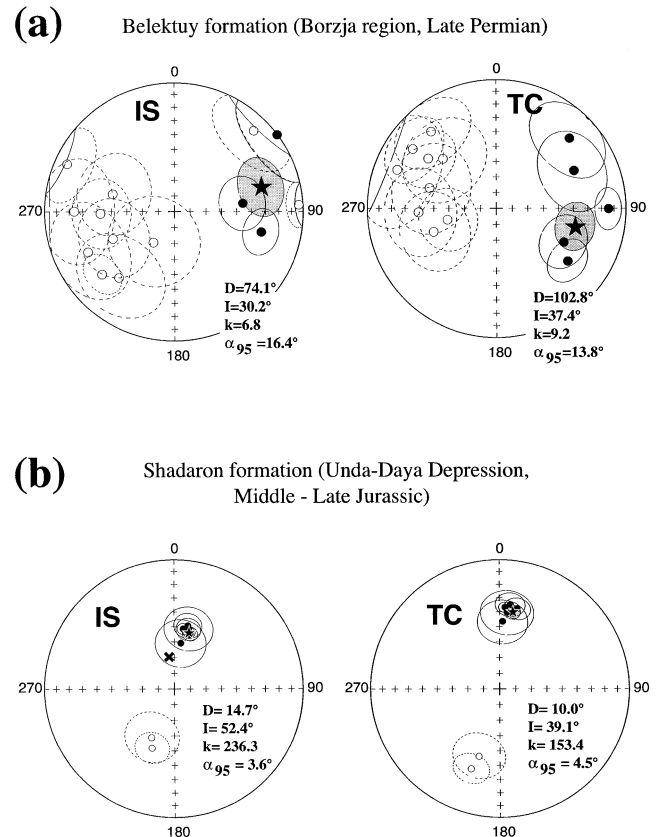 (a)
Belektuy formation (Borzja region, Late Permian)
0
IS
270
90
D=74.1°
I=30.2°
k=6.8
α95 =16.4°
180
0
TC
270
90
D=102.8°
I=37.4°
k=9.2
α95=13.8°
180
(b)
Shadaron formation (Unda-Daya Depression,
Middle - Late Jurassic)
0
IS
270
90
D= 14.7°
I= 52.4°
k= 236.3
α95 = 3.6°
180
0
TC
270
90
D= 10.0°
I= 39.1°
k= 153.4
α95 = 4.5°
180